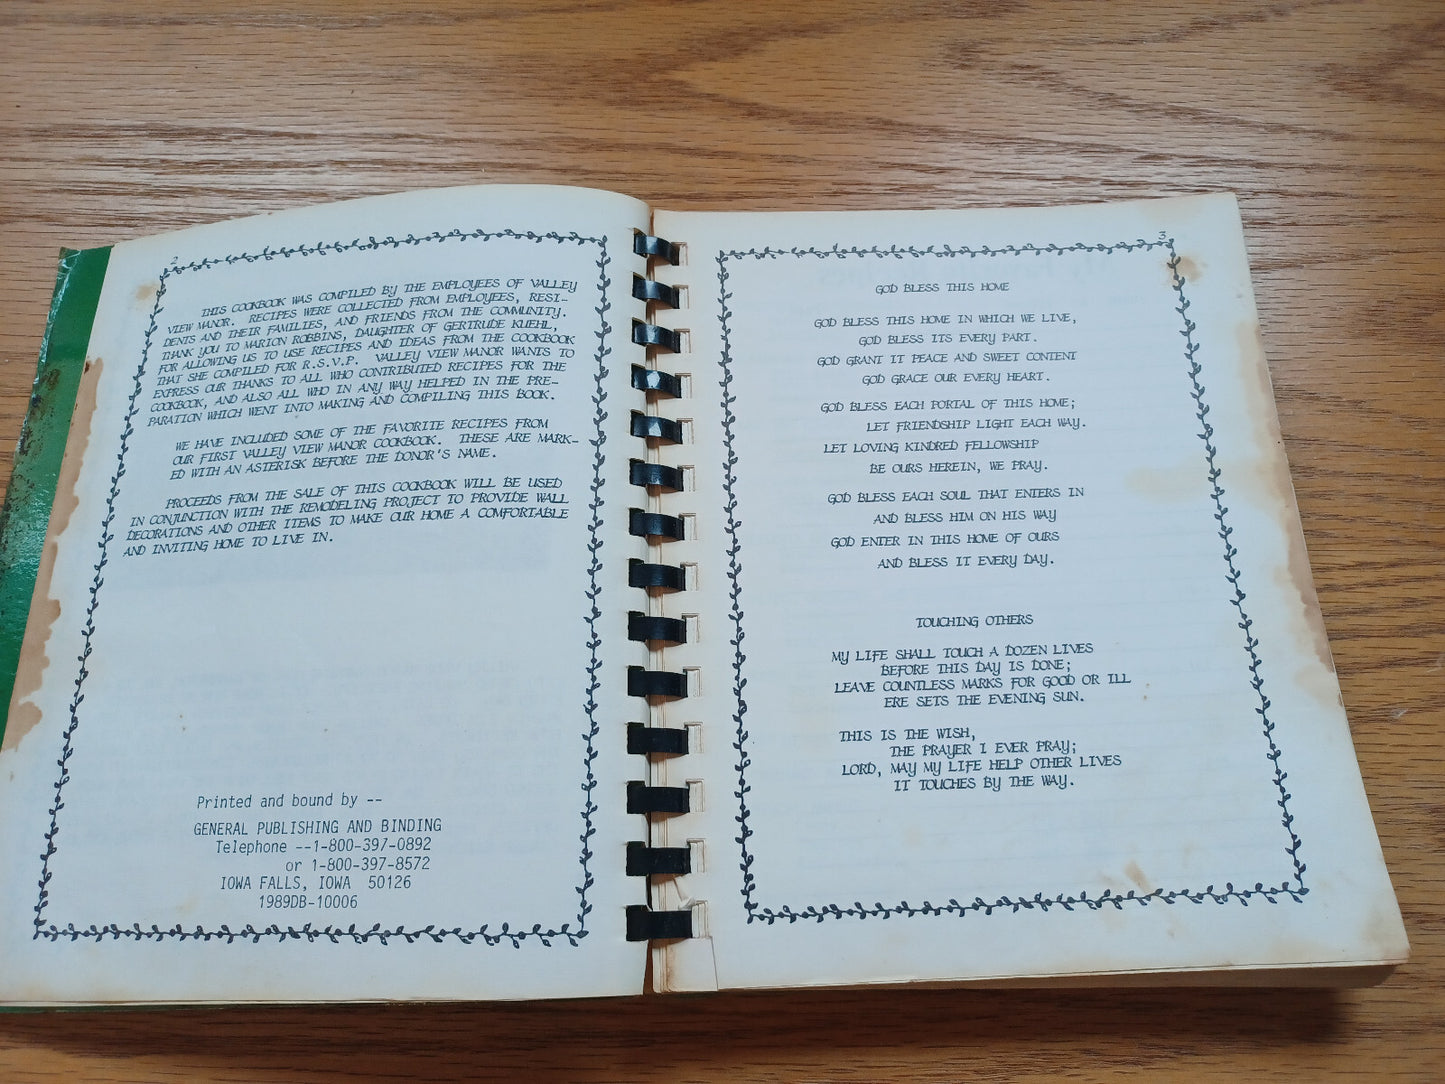 2
THIS COOKBOOK WAS COMPILED BY THE EMPLOYEES OF VALLEY
VIEW MANOR. RECIPES WERE COLLECTED FROM EMPLOYEES, RESI-
DENTS AND THEIR FAMILIES, AND FRIENDS FROM THE COMMUNITY.
THANK YOU TO MARION ROBBINS, DAUGHTER OF GERTRUDE KUEHL,
FOR ALLOWING US TO USE RECIPES AND IDEAS FROM THE COOKBOOK
THAT SHE COMPILED FOR R.S.V.P. VALLEY VIEW MANOR WANTS TO
EXPRESS OUR THANKS TO ALL WHO CONTRIBUTED RECIPES FOR THE
COOKBOOK, AND ALSO ALL WHO IN ANY WAY HELPED IN THE PRE-
PARATION WHICH WENT INTO MAKING AND COMPILING THIS BOOK.
WE HAVE INCLUDED SOME OF THE FAVORITE RECIPES FROM
OUR FIRST VALLEY VIEW MANOR COOKBOOK. THESE ARE MARK-
ED WITH AN ASTERISK BEFORE THE DONOR'S NAME.
PROCEEDS FROM THE SALE OF THIS COOKBOOK WILL BE USED
IN CONJUNCTION WITH THE REMODELING PROJECT TO PROVIDE WALL
DECORATIONS AND OTHER ITEMS TO MAKE OUR HOME A COMFORTABLE
AND INVITING HOME TO LIVE IN.
Printed and bound by --
GENERAL PUBLISHING AND BINDING
Telephone --1-800-397-0892
or 1-800-397-8572
IOWA FALLS, IOWA 50126
1989DB-10006
3
GOD BLESS THIS HOME
GOD BLESS THIS HOME IN WHICH WE LIVE,
GOD BLESS ITS EVERY PART.
GOD GRANT IT PEACE AND SWEET CONTENT
GOD GRACE OUR EVERY HEART.
GOD BLESS EACH PORTAL OF THIS HOME;
LET FRIENDSHIP LIGHT EACH WAY.
LET LOVING KINDRED FELLOWSHIP
BE OURS HEREIN, WE PRAY.
GOD BLESS EACH SOUL THAT ENTERS IN
AND BLESS HIM ON HIS WAY
GOD ENTER IN THIS HOME OF OURS
AND BLESS IT EVERY DAY.
TOUCHING OTHERS
MY LIFE SHALL TOUCH A DOZEN LIVES
BEFORE THIS DAY IS DONE;
LEAVE COUNTLESS MARKS FOR GOOD OR ILL
ERE SETS THE EVENING SUN.
THIS IS THE WISH,
THE PRAYER I EVER PRAY;
LORD, MAY MY LIFE HELP OTHER LIVES
IT TOUCHES BY THE WAY.